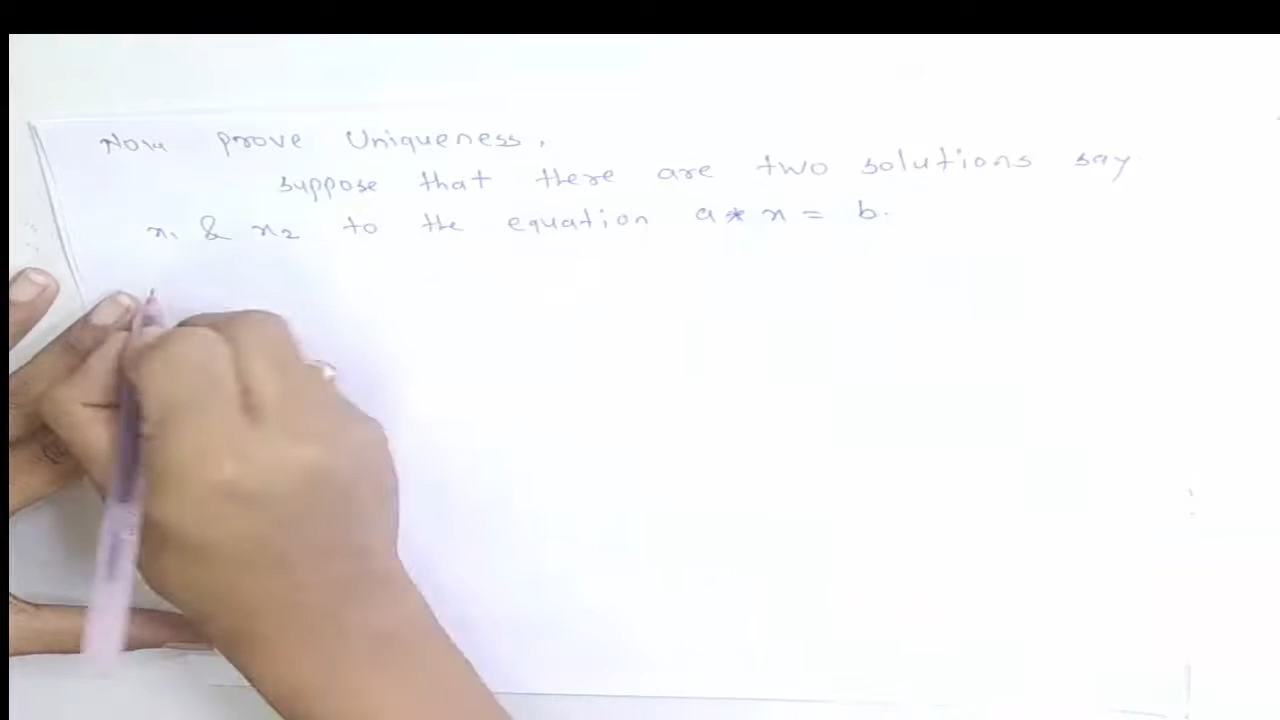 Now prove Uniqueness.
suppose that there are two solutions say
x₁ & x₂ to the equation a * x = b.